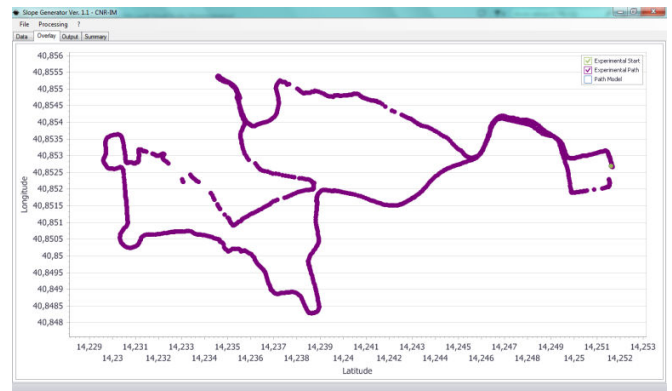 Slope Generator Ver. 1.1 - CNR-IM
File Processing ?
Data Overlay Output Summary
Experimental Start
Experimental Path
Path Model
40,856
40,8555
40,855
40,8545
40,854
40,8535
40,853
40,8525
40,852
40,8515
40,851
40,8505
40,85
40,8495
40,849
40,8485
40,848
Longitude
14,229 14,231 14,233 14,235 14,237 14,239 14,241 14,243 14,245 14,247 14,249 14,251 14,253
14,23 14,232 14,234 14,236 14,238 14,24 14,242 14,244 14,246 14,248 14,25 14,252
Latitude